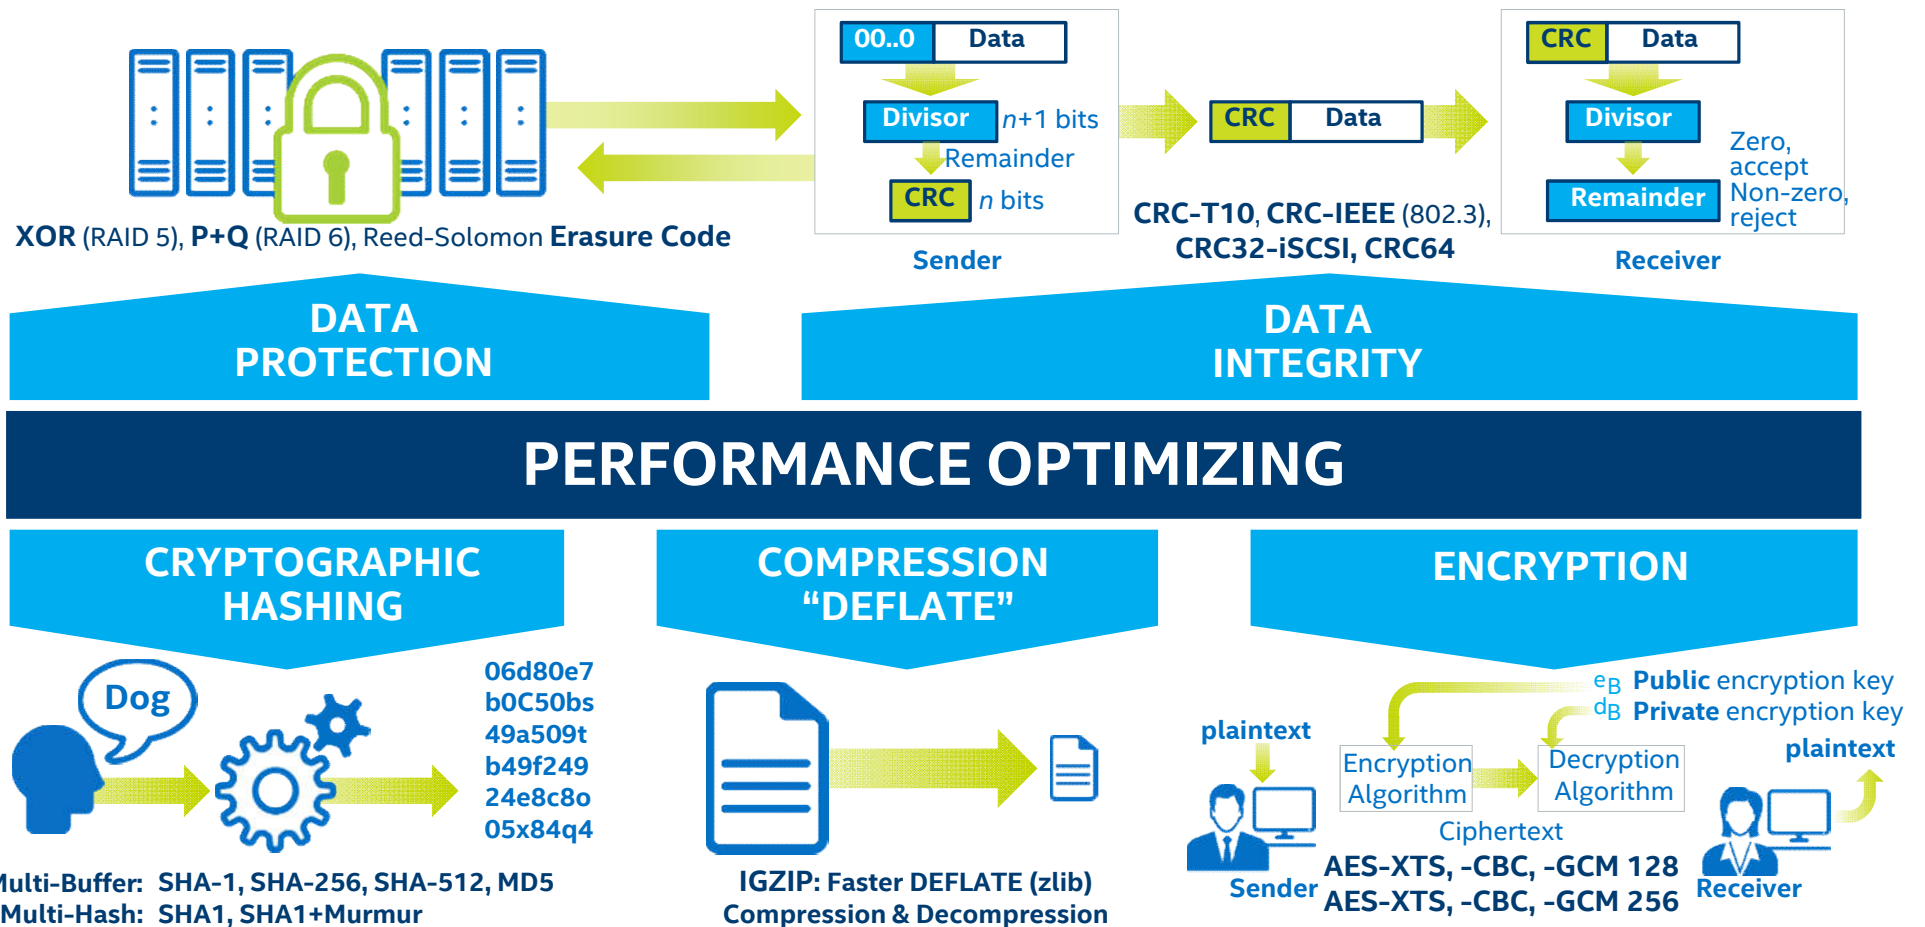 00..0 Data
Divisor n+1 bits
Remainder
CRC n bits
Sender
CRC Data
CRC-T10, CRC-IEEE (802.3),
CRC32-iSCSI, CRC64
CRC Data
Divisor
Remainder
Zero,
accept
Non-zero,
reject
Receiver
XOR (RAID 5), P+Q (RAID 6), Reed-Solomon Erasure Code
DATA
PROTECTION
DATA
INTEGRITY
PERFORMANCE OPTIMIZING
CRYPTOGRAPHIC
HASHING
COMPRESSION
“DEFLATE”
ENCRYPTION
Dog
06d80e7
b0C50bs
49a509t
b49f249
24e8c8o
05x84q4
Multi-Buffer: SHA-1, SHA-256, SHA-512, MD5
Multi-Hash: SHA1, SHA1+Murmur
IGZIP: Faster DEFLATE (zlib)
Compression & Decompression
eB Public encryption key
dB Private encryption key
plaintext
plaintext
Encryption
Algorithm
Decryption
Algorithm
Ciphertext
Sender
AES-XTS, -CBC, -GCM 128
AES-XTS, -CBC, -GCM 256
Receiver